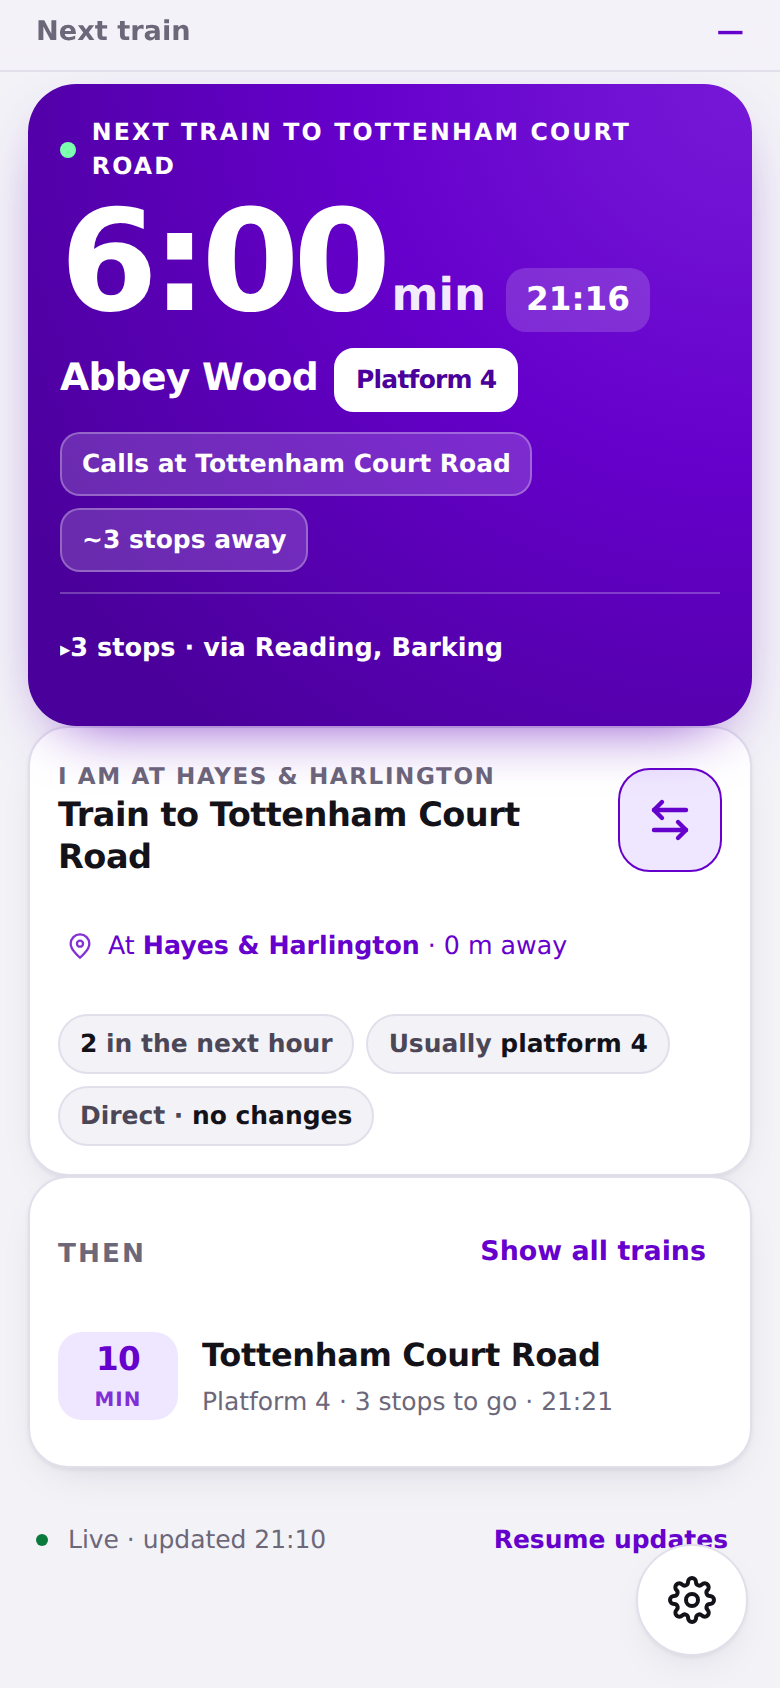 Next train
–
NEXT TRAIN TO TOTTENHAM COURT
ROAD
6:00 min 21:16
Abbey Wood Platform 4
Calls at Tottenham Court Road
~3 stops away
▸3 stops · via Reading, Barking
I AM AT HAYES & HARLINGTON
Train to Tottenham Court
Road
At Hayes & Harlington · 0 m away
2 in the next hour Usually platform 4
Direct · no changes
THEN Show all trains
10 Tottenham Court Road
MIN Platform 4 · 3 stops to go · 21:21
Live · updated 21:10 Resume updates